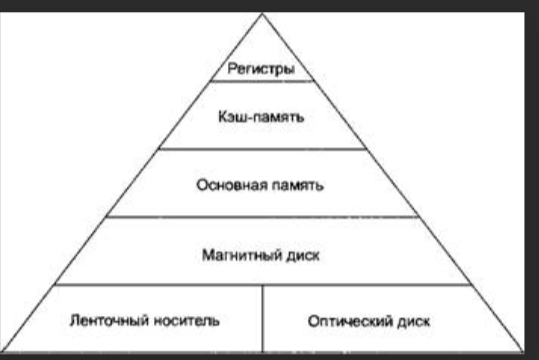 Регистры
Кэш-память
Основная память
Магнитный диск
Ленточный носитель
Оптический диск